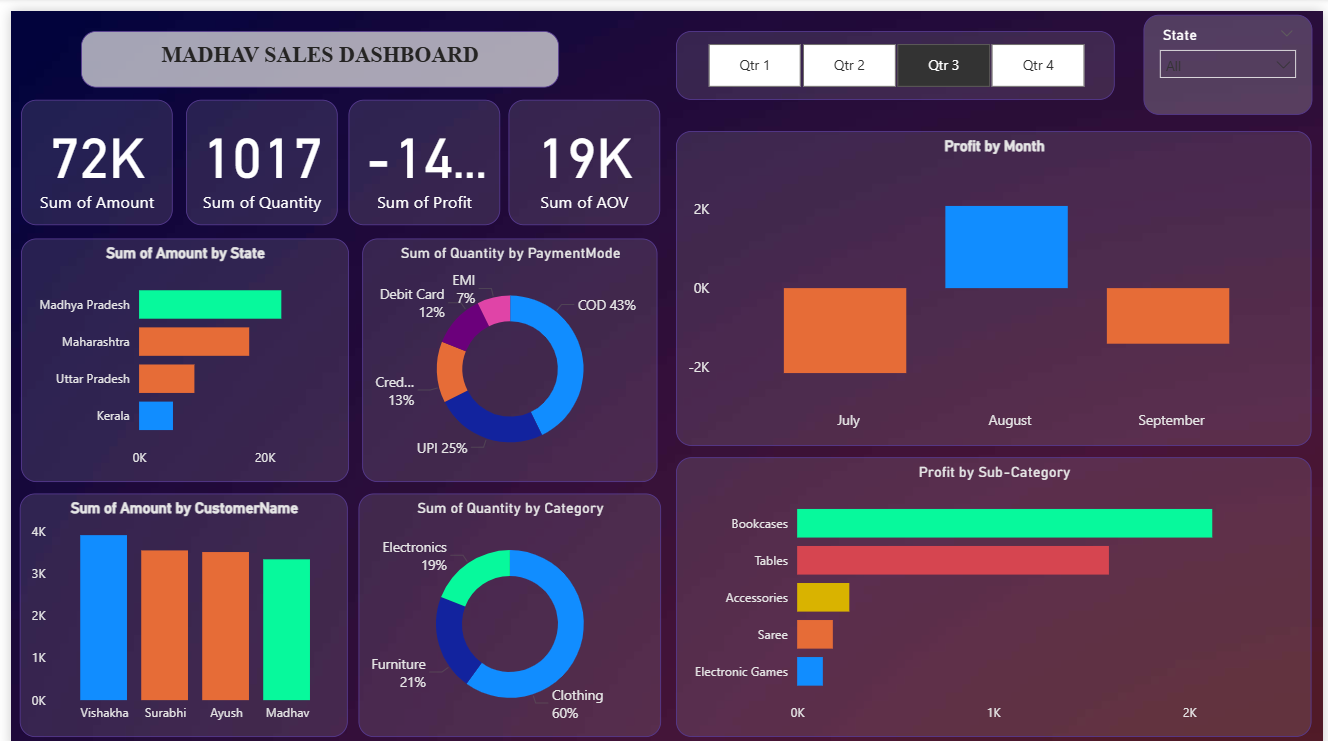 MADHAV SALES DASHBOARD
Qtr 1
Qtr 2
Qtr 3
Qtr 4
State
All
72K
Sum of Amount
1017
Sum of Quantity
-14...
Sum of Profit
19K
Sum of AOV
Profit by Month
2K
0K
-2K
July
August
September
Sum of Amount by State
Madhya Pradesh
Maharashtra
Uttar Pradesh
Kerala
0K
20K
Sum of Quantity by PaymentMode
EMI
7%
Debit Card
12%
COD 43%
Cred...
13%
UPI 25%
Sum of Amount by CustomerName
4K
3K
2K
1K
0K
Vishakha
Surabhi
Ayush
Madhav
Sum of Quantity by Category
Electronics
19%
Furniture
21%
Clothing
60%
Profit by Sub-Category
Bookcases
Tables
Accessories
Saree
Electronic Games
0K
1K
2K